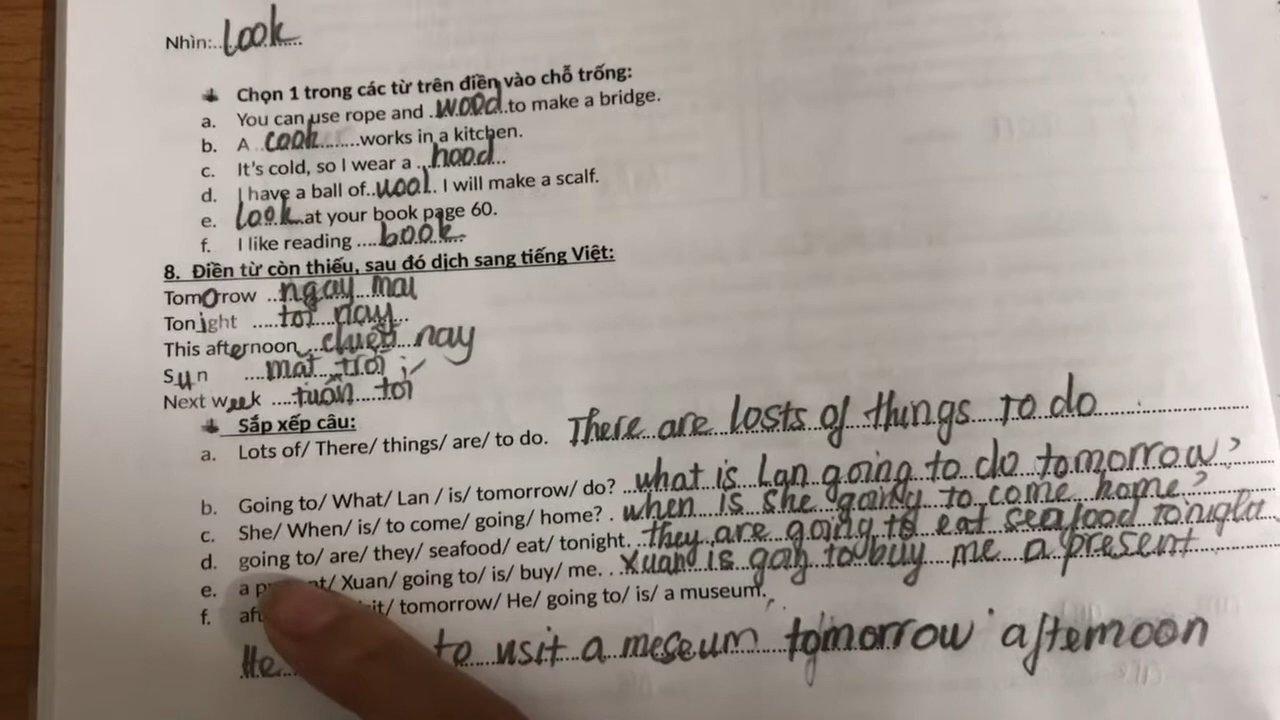 Nhìn:..look......
Chọn 1 trong các từ trên điền vào chỗ trống:
a. You can use rope and .wood..to make a bridge.
b. A ..cook.......works in a kitchen.
c. It's cold, so I wear a ...hood...
d. I have a ball of..uool.. I will make a scalf.
e. look...at your book page 60.
f. I like reading ....book...
8. Điền từ còn thiếu, sau đó dịch sang tiếng Việt:
Tomorrow ..ngay mai
Tonight .....tối nay...
This afternoon...chiều nay
Sun ....mat trời
Next week ....tuần tới
Sắp xếp câu:
a. Lots of/ There/ things/ are/ to do. There are losts of things To do
b. Going to/ What/ Lan / is/ tomorrow/ do? ..what is Lan going to do tomorrow?
c. She/ When/ is/ to come/ going/ home? . when is she going to come home?
d. going to/ are/ they/ seafood/ eat/ tonight. .they are going to eat seafood tonight
e. a Xuan/ going to/ is/ buy/ me. . Xuan is gong to buy me a present
f. tomorrow/ He/ going to/ is/ a museum.
He to usit a meseum tomorrow afternoon